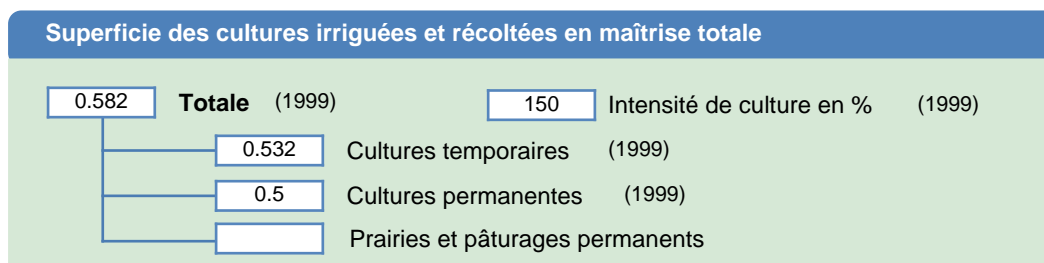 Superficie des cultures irriguées et récoltées en maîtrise totale
0.582 Totale (1999) 150 Intensité de culture en % (1999)
0.532 Cultures temporaires (1999)
0.5 Cultures permanentes (1999)
Prairies et pâturages permanents